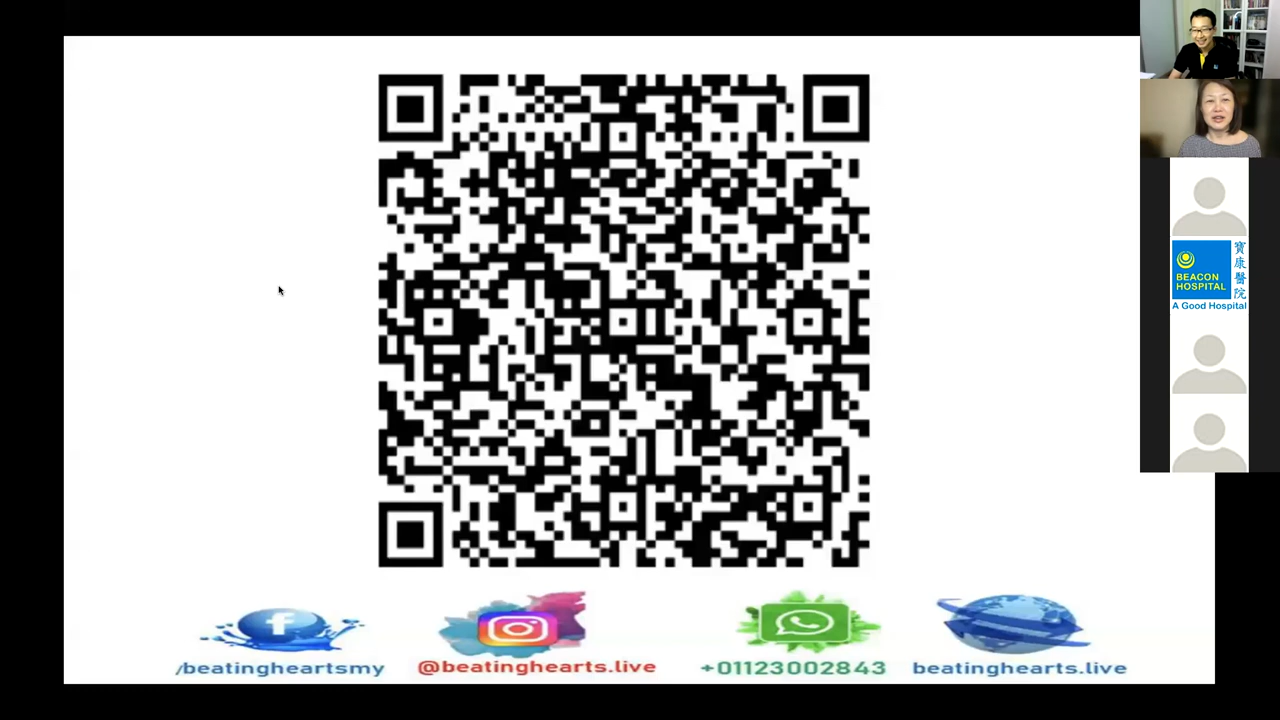 BEACON
HOSPITAL
寶康醫院
A Good Hospital
/beatingheartsmy
@beatinghearts.live
+01123002843
beatinghearts.live